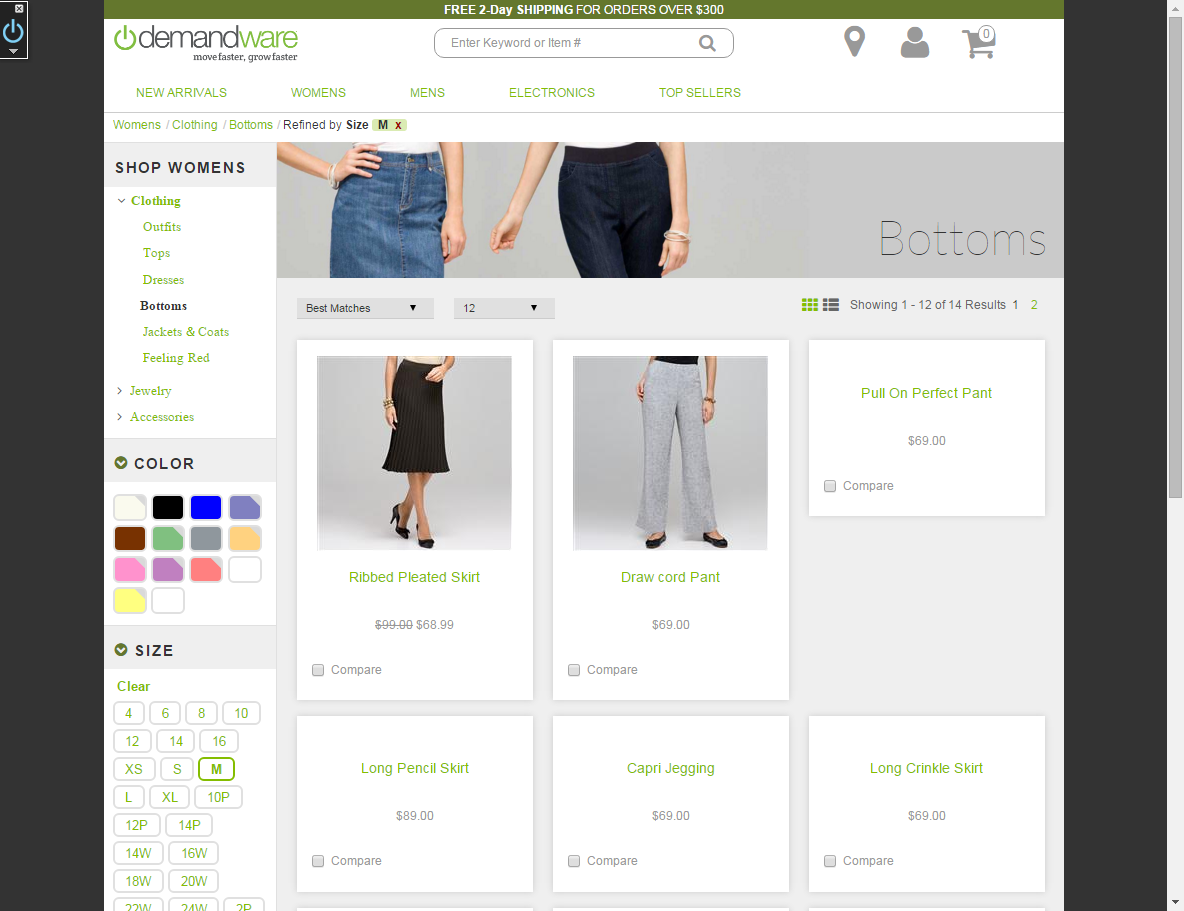 FREE 2-Day SHIPPING FOR ORDERS OVER $300
demandware
move faster, grow faster
Enter Keyword or Item #
0
NEW ARRIVALS WOMENS MENS ELECTRONICS TOP SELLERS
Womens / Clothing / Bottoms / Refined by Size M x
SHOP WOMENS
Clothing
Outfits
Tops
Dresses
Bottoms
Jackets & Coats
Feeling Red
Jewelry
Accessories
COLOR
SIZE
Clear
4 6 8 10
12 14 16
XS S M
L XL 10P
12P 14P
14W 16W
18W 20W
22W 24W 2P
Bottoms
Best Matches 12 Showing 1 - 12 of 14 Results 1 2
Ribbed Pleated Skirt
$99.00 $68.99
Compare
Draw cord Pant
$69.00
Compare
Pull On Perfect Pant
$69.00
Compare
Long Pencil Skirt
$89.00
Compare
Capri Jegging
$69.00
Compare
Long Crinkle Skirt
$69.00
Compare